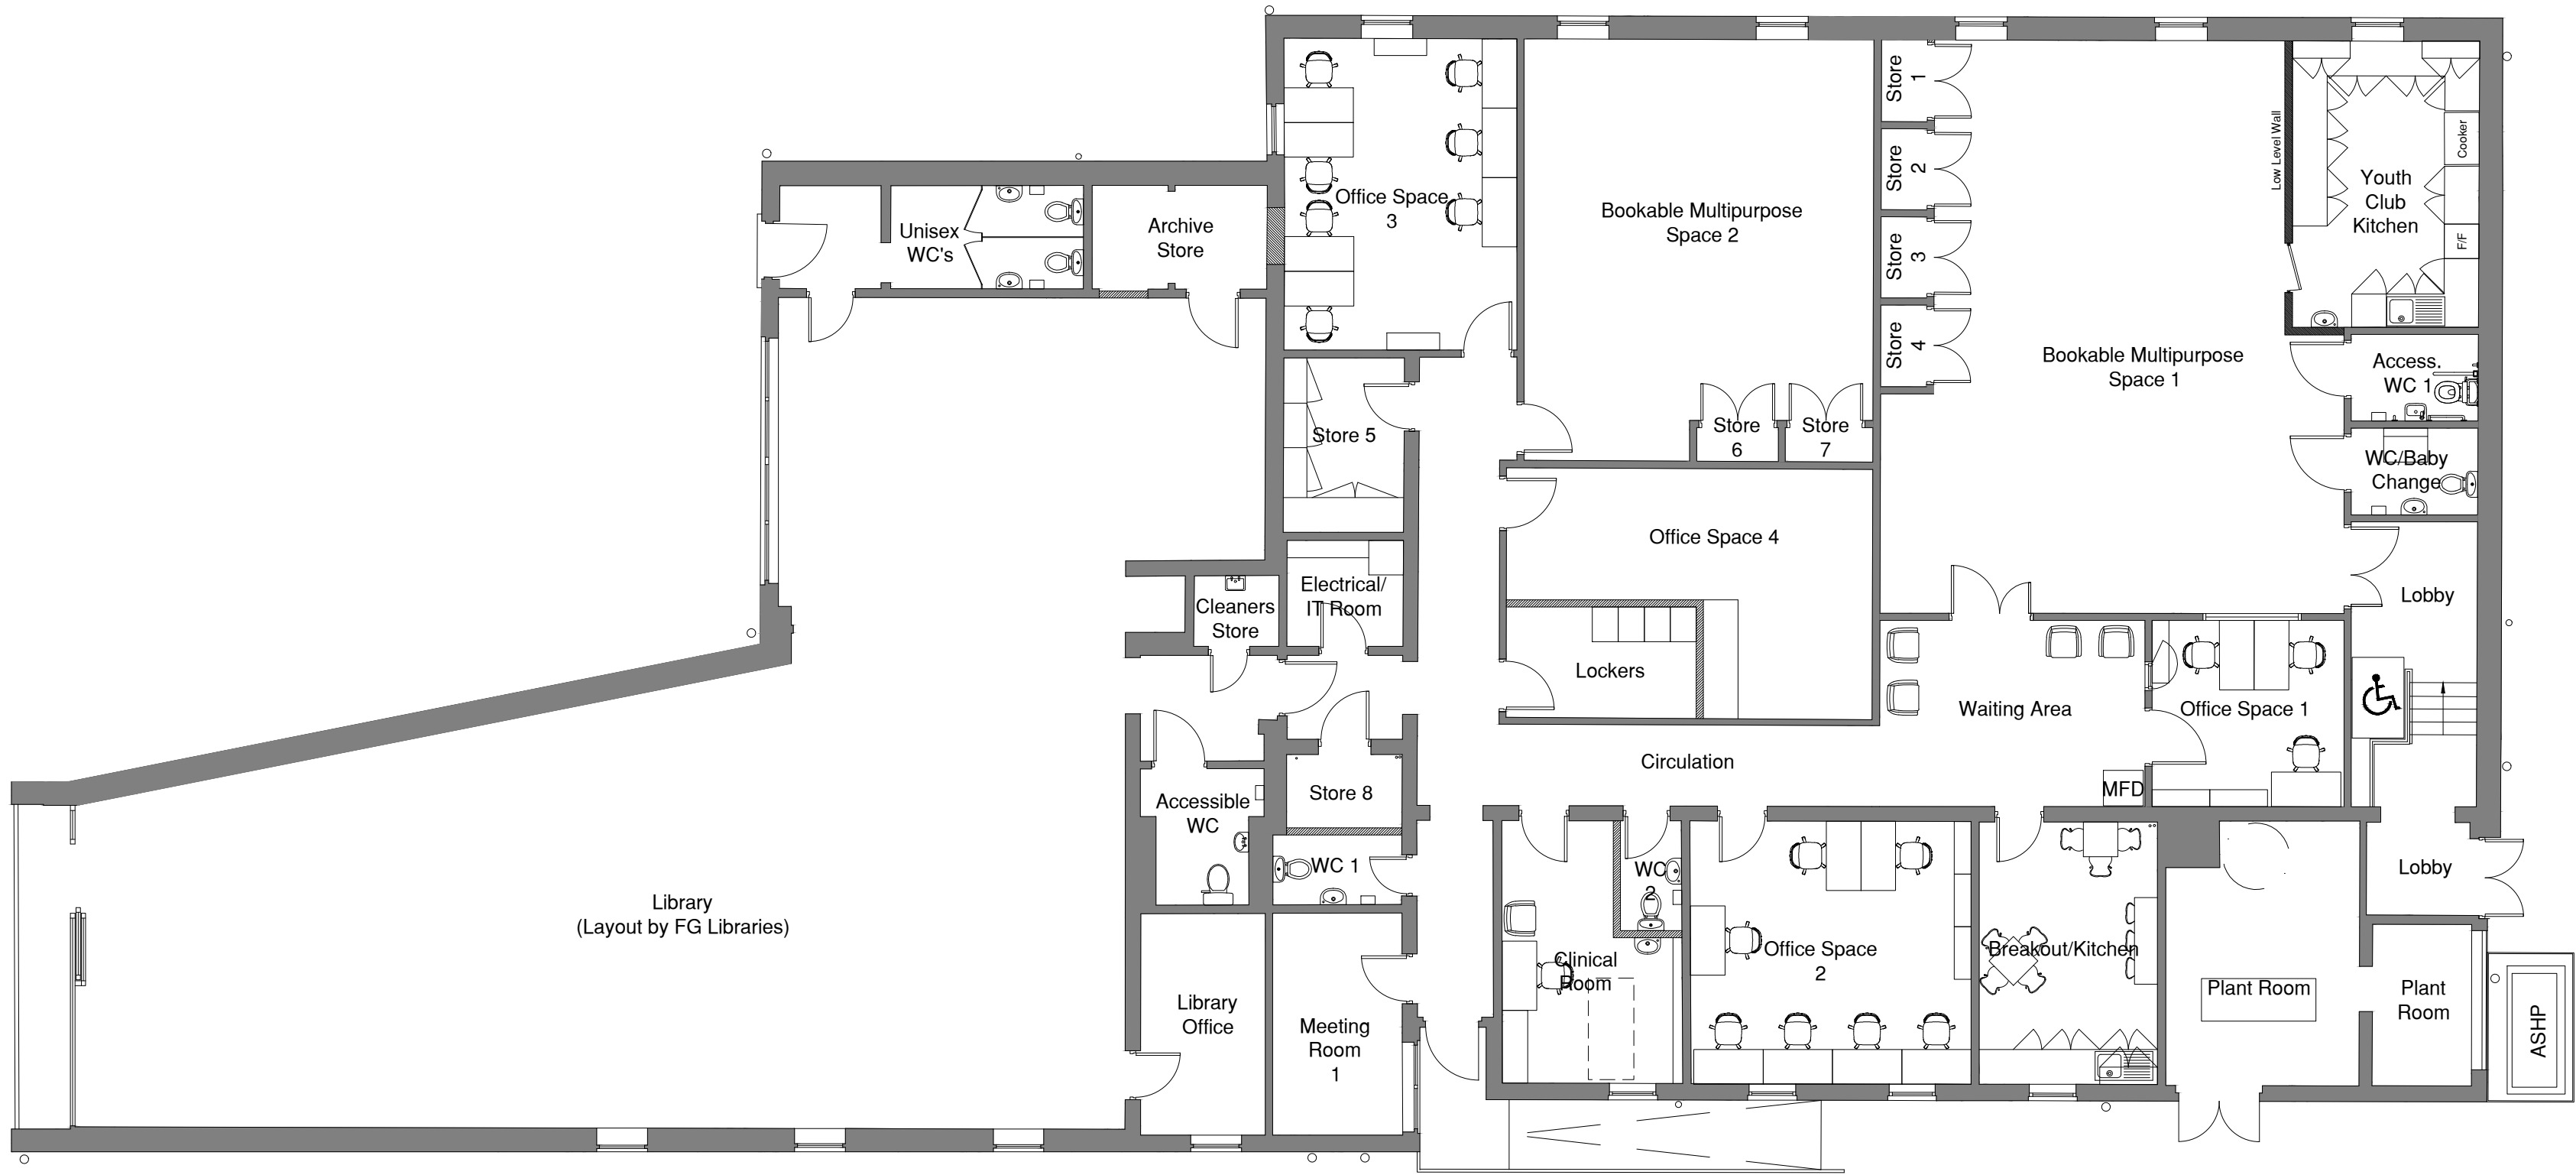 Store
1
Store
2
Store
3
Store
4
Low Level Wall
Youth
Club
Kitchen
Cooker
F/F
Office Space
3
Bookable Multipurpose
Space 2
Unisex
WC's
Archive
Store
Bookable Multipurpose
Space 1
Access.
WC 1
WC/Baby
Change
Store 5
Store
6
Store
7
Office Space 4
Electrical/
IT Room
Cleaners
Store
Lobby
Lockers
Waiting Area
Office Space 1
Circulation
MFD
Store 8
Accessible
WC
WC 1
WC
2
Lobby
Library
(Layout by FG Libraries)
Office Space
2
Breakout/Kitchen
Clinical
Room
Plant Room
Plant
Room
Library
Office
Meeting
Room
1
ASHP